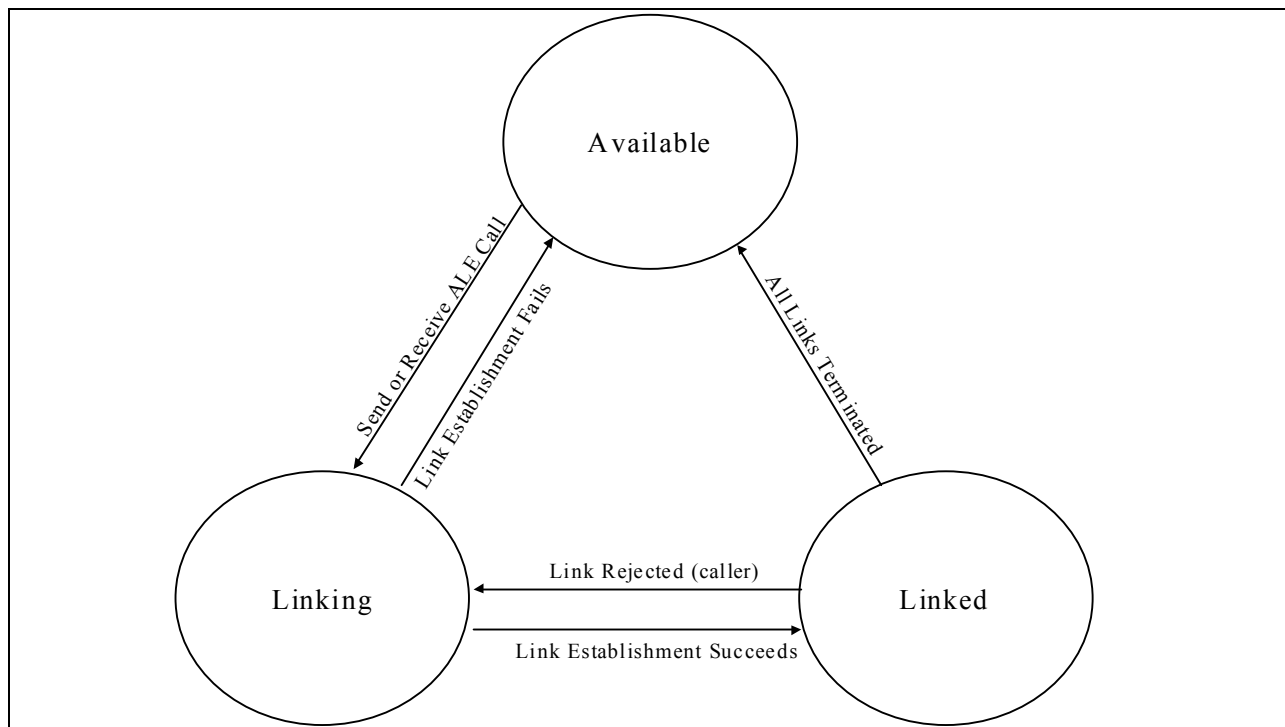 Available
Send or Receive ALE Call
Link Establishment Fails
All Links Terminated
Linking
Link Rejected (caller)
Link Establishment Succeeds
Linked